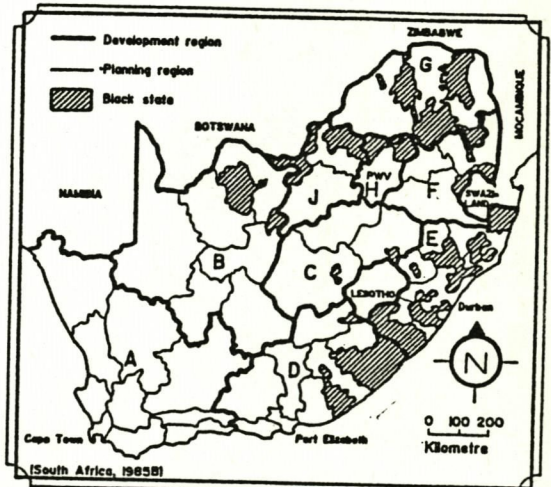 Development region
Planning region
Black state
ZIMBABWE
G
MOCAMBIQUE
BOTSWANA
NAMIBIA
PWV
H
F
SWAZI-
LAND
J
E
B
C
LESOTHO
Durban
D
A
N
0 100 200
Kilometre
Cape Town
Port Elizabeth
(South Africa, 1985B)